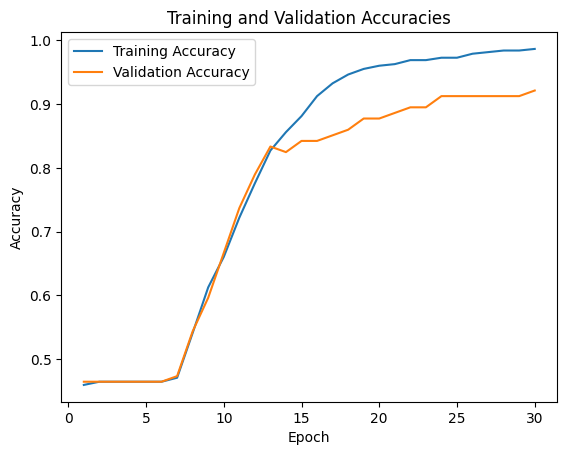 Training and Validation Accuracies
Training Accuracy
Validation Accuracy
1.0
0.9
0.8
0.7
0.6
0.5
Accuracy
0 5 10 15 20 25 30
Epoch